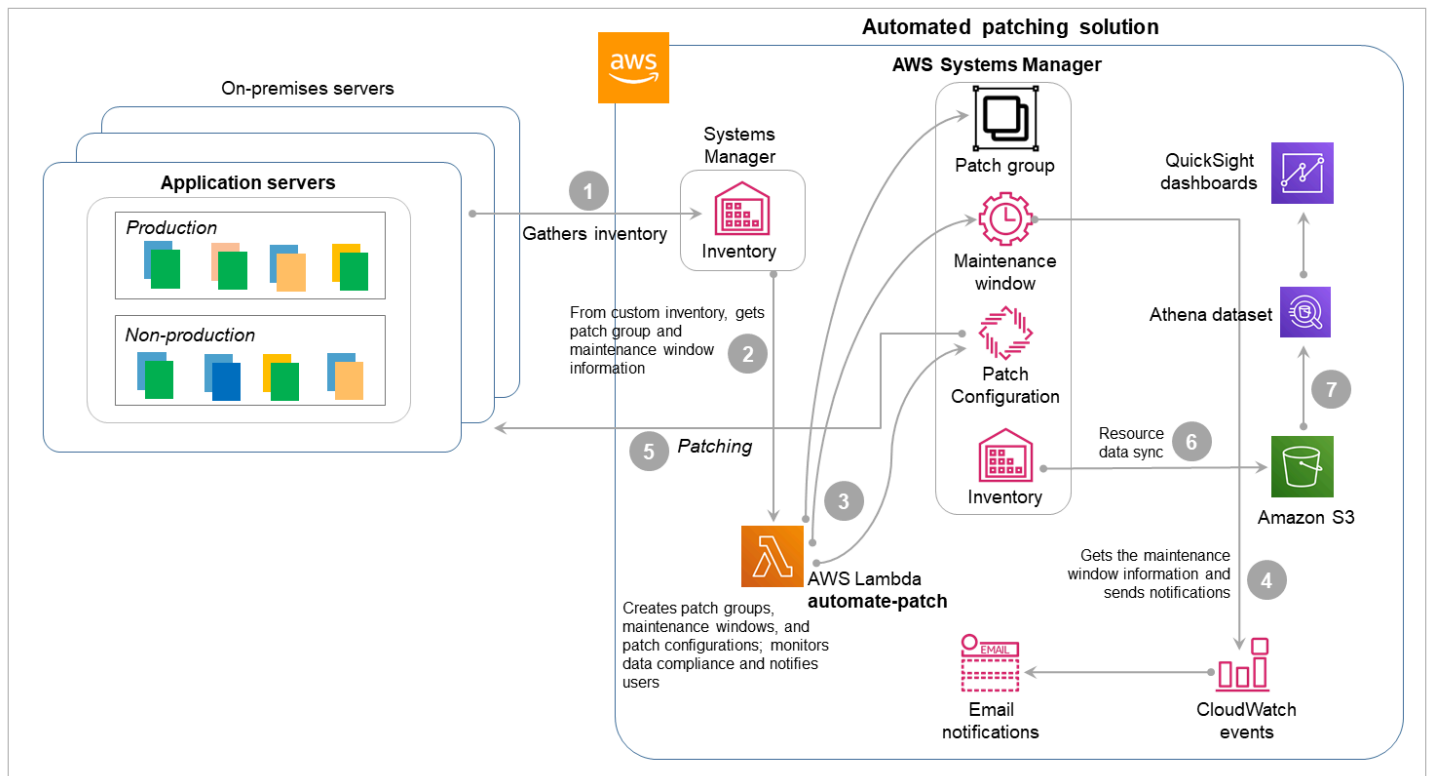 Automated patching solution
aws
AWS Systems Manager
On-premises servers
Application servers
Production
Non-production
1
Gathers inventory
Systems
Manager
Inventory
From custom inventory, gets
patch group and
maintenance window
information
2
Patch group
Maintenance
window
Patch
Configuration
Inventory
5
Patching
3
AWS Lambda
automate-patch
Creates patch groups,
maintenance windows, and
patch configurations; monitors
data compliance and notifies
users
Resource
data sync
6
QuickSight
dashboards
Athena dataset
7
Amazon S3
Gets the maintenance
window information and
sends notifications
4
EMAIL
Email
notifications
CloudWatch
events